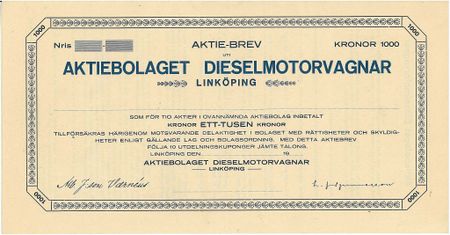 1000 1000
Nris AKTIE-BREV KRONOR 1000
UTI
AKTIEBOLAGET DIESELMOTORVAGNAR
LINKÖPING
SOM FÖR TIO AKTIER I OVANNÄMNDA AKTIEBOLAG INBETALT
KRONOR ETT-TUSEN KRONOR
TILLFÖRSÄKRAS HÄRIGENOM MOTSVARANDE DELAKTIGHET I BOLAGET MED RÄTTIGHETER OCH SKYLDIG-
HETER ENLIGT GÄLLANDE LAG OCH BOLAGSORDNING. MED DETTA AKTIEBREV
FÖLJA 10 UTDELNINGSKUPONGER JÄMTE TALONG.
LINKÖPING DEN 19
AKTIEBOLAGET DIESELMOTORVAGNAR
LINKÖPING
1000 1000